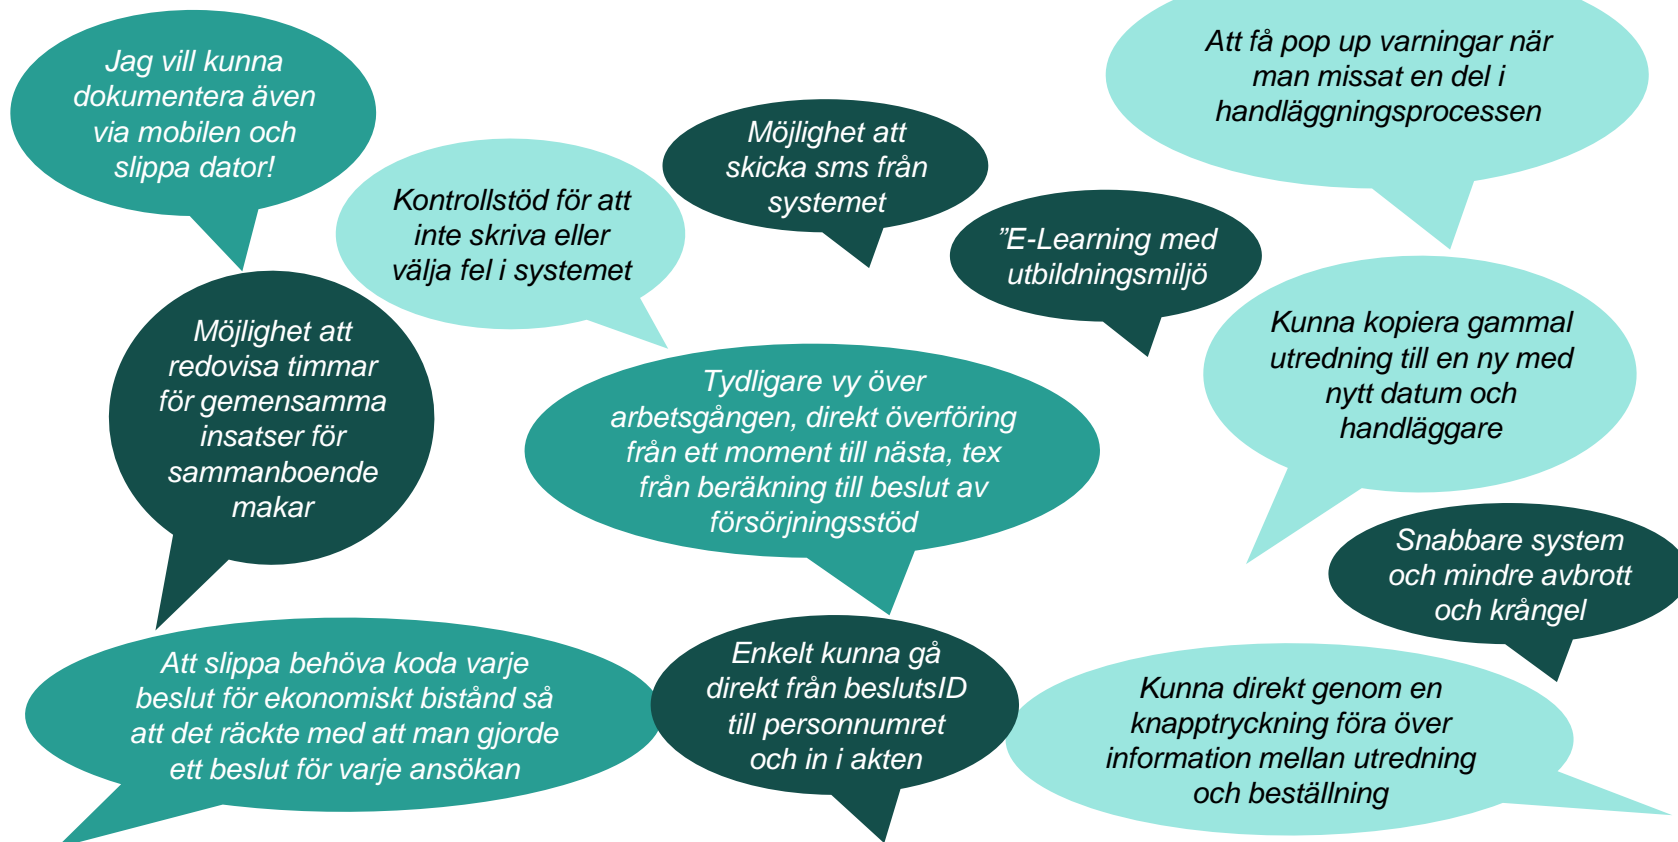 Jag vill kunna
dokumentera även
via mobilen och
slippa dator!
Att få pop up varningar när
man missat en del i
handläggningsprocessen
Möjlighet att
skicka sms från
systemet
Kontrollstöd för att
inte skriva eller
välja fel i systemet
”E-Learning med
utbildningsmiljö
Möjlighet att
redovisa timmar
för gemensamma
insatser för
sammanboende
makar
Tydligare vy över
arbetsgången, direkt överföring
från ett moment till nästa, tex
från beräkning till beslut av
försörjningsstöd
Kunna kopiera gammal
utredning till en ny med
nytt datum och
handläggare
Snabbare system
och mindre avbrott
och krångel
Att slippa behöva koda varje
beslut för ekonomiskt bistånd så
att det räckte med att man gjorde
ett beslut för varje ansökan
Enkelt kunna gå
direkt från beslutsID
till personnumret
och in i akten
Kunna direkt genom en
knapptryckning föra över
information mellan utredning
och beställning